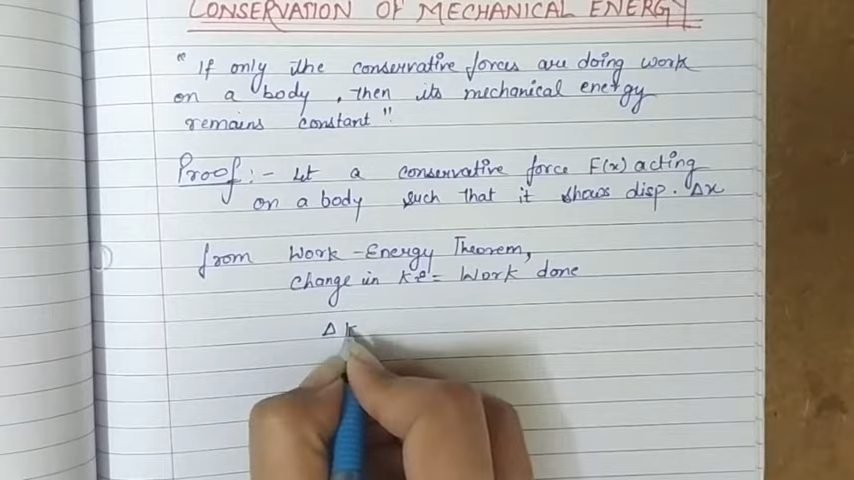 CONSERVATION OF MECHANICAL ENERGY
"If only the conservative forces are doing work
on a body, then its mechanical energy
remains constant"
Proof:- Let a conservative force F(x) acting
on a body such that it shows disp. Δx
from Work-Energy Theorem,
change in KE = Work done
Δ K